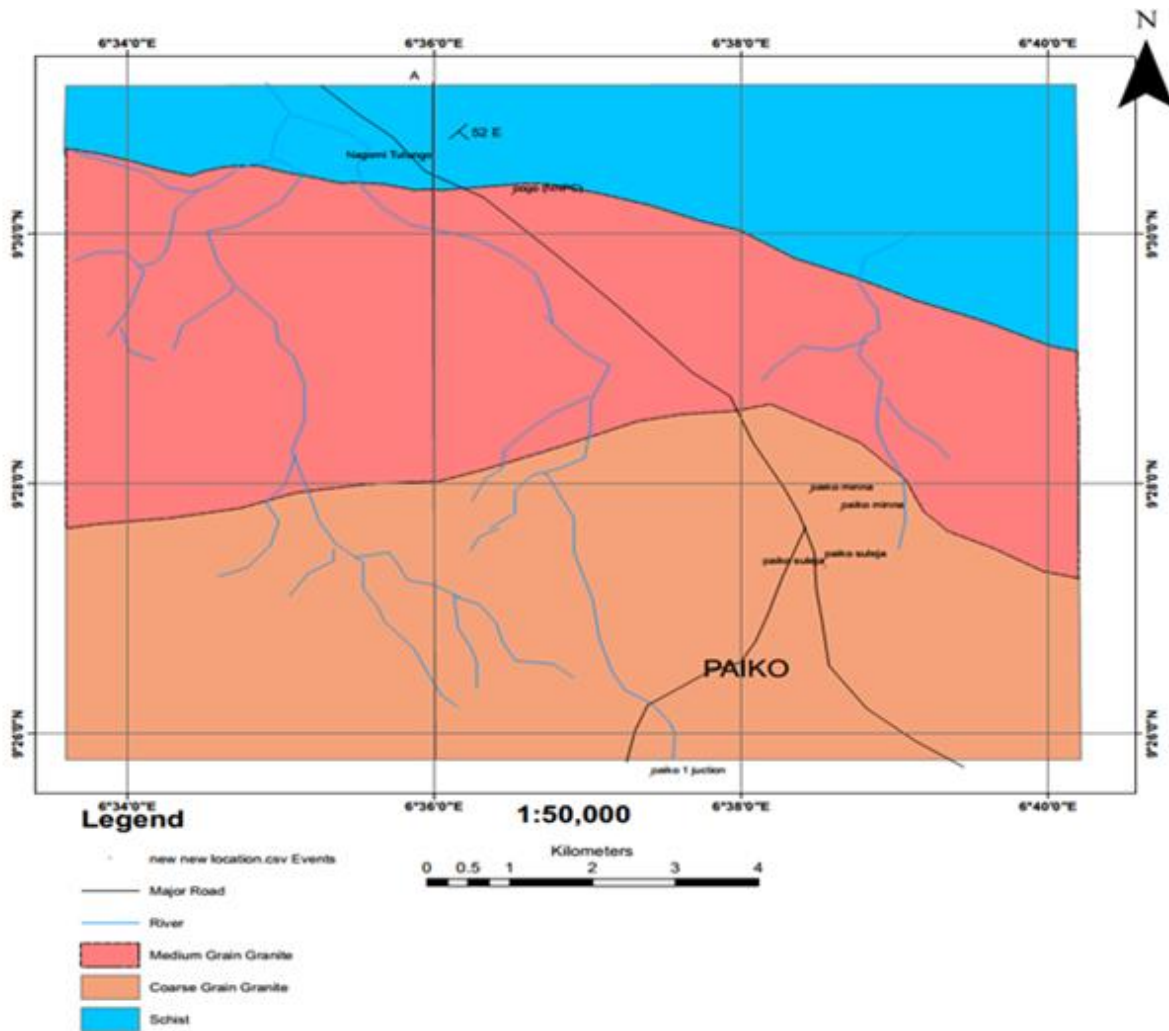 N
6°34'0"E 6°36'0"E 6°38'0"E 6°40'0"E
A
52 E
9°30'0"N 9°30'0"N
9°28'0"N 9°28'0"N
paiko minna
paiko minna
paiko suleja
paiko suleja
PAIKO
9°26'0"N 9°26'0"N
paiko 1 juction
6°34'0"E 6°36'0"E 6°38'0"E 6°40'0"E
Legend
1:50,000
Kilometers
0 0.5 1 2 3 4
new new location.csv Events
Major Road
River
Medium Grain Granite
Coarse Grain Granite
Schist